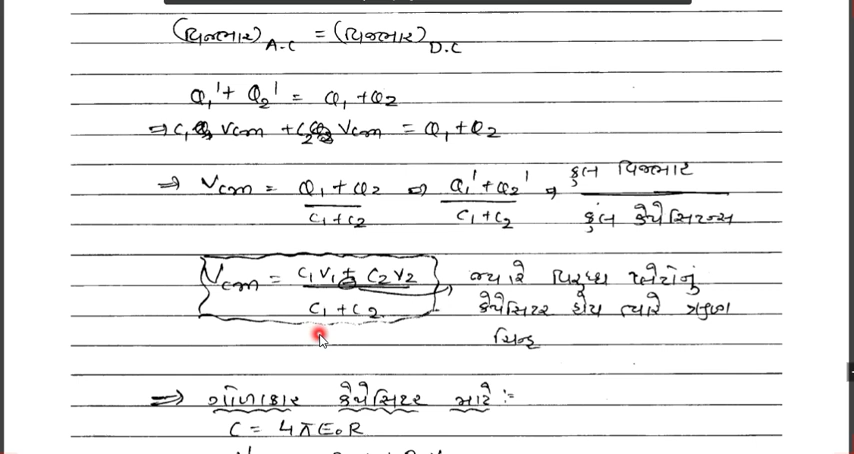 (વિજભાર)A.C = (વિજભાર)D.C
Q₁' + Q₂' = Q₁ + Q₂
⇒ C₁ Vcm + C₂ Vcm = Q₁ + Q₂
⇒ Vcm = Q₁ + Q₂ / C₁ + C₂ ⇒ Q₁' + Q₂' / C₁ + C₂ ⇒ કુલ વિજભાર / કુલ કેપેસિટન્સ
Vcm = C₁V₁ ± C₂V₂ / C₁ + C₂ → જ્યારે વિરુધ્ધ પ્લેટોનું
કેપેસિટર હોય ત્યારે ઋણ
ચિન્હ
⇒ ગોળાકાર કેપેસિટર માટે :-
C = 4πε₀R